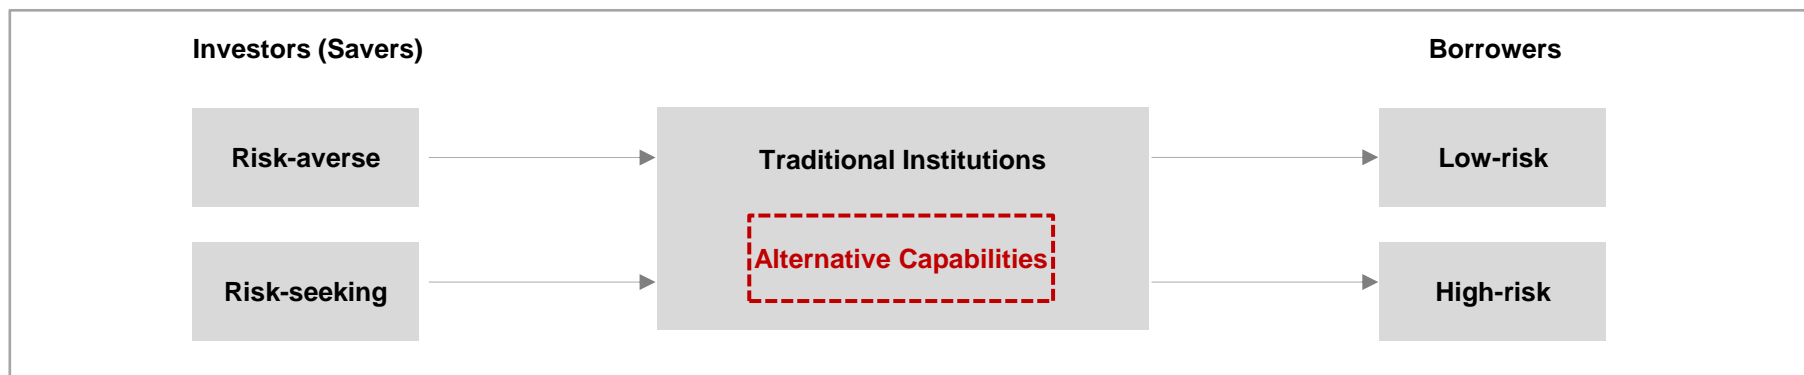 Investors (Savers)
Borrowers
Risk-averse
Traditional Institutions
Low-risk
Alternative Capabilities
Risk-seeking
High-risk